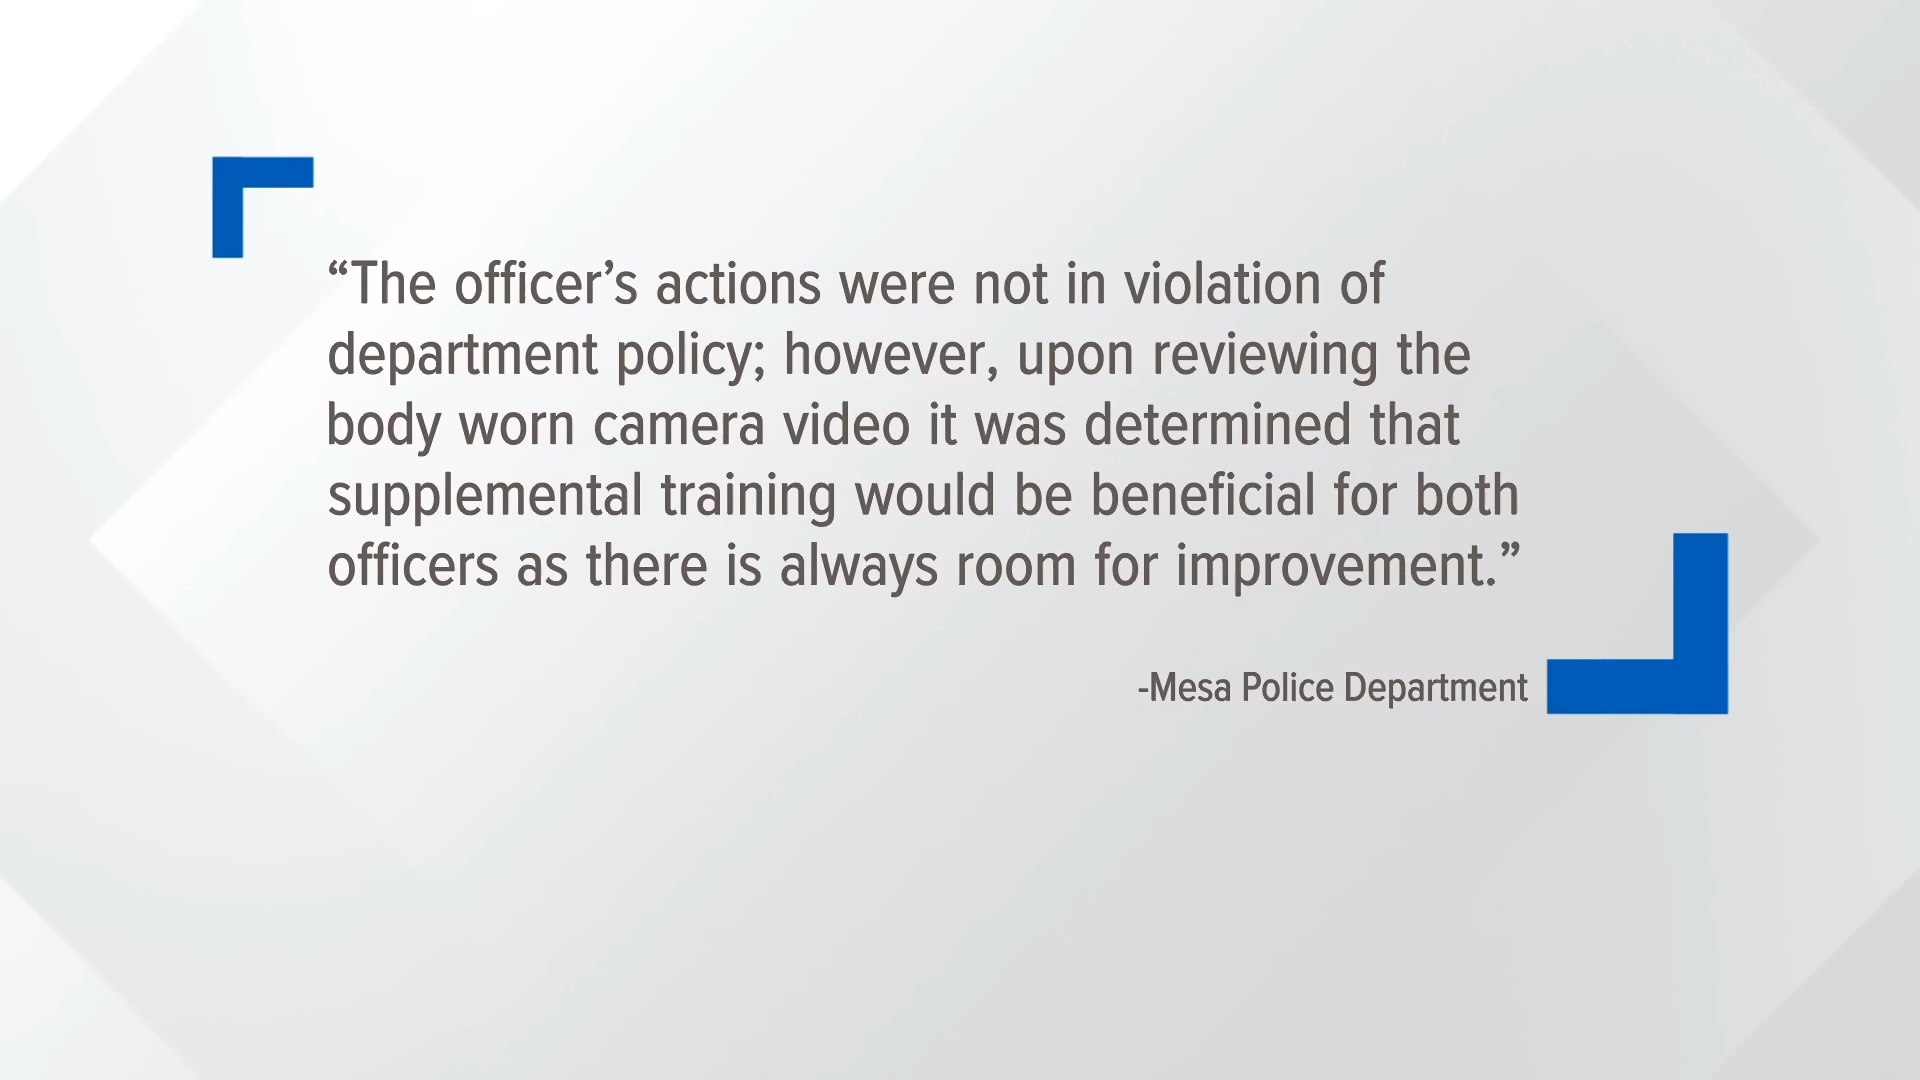 “The officer’s actions were not in violation of
department policy; however, upon reviewing the
body worn camera video it was determined that
supplemental training would be beneficial for both
officers as there is always room for improvement.”
-Mesa Police Department